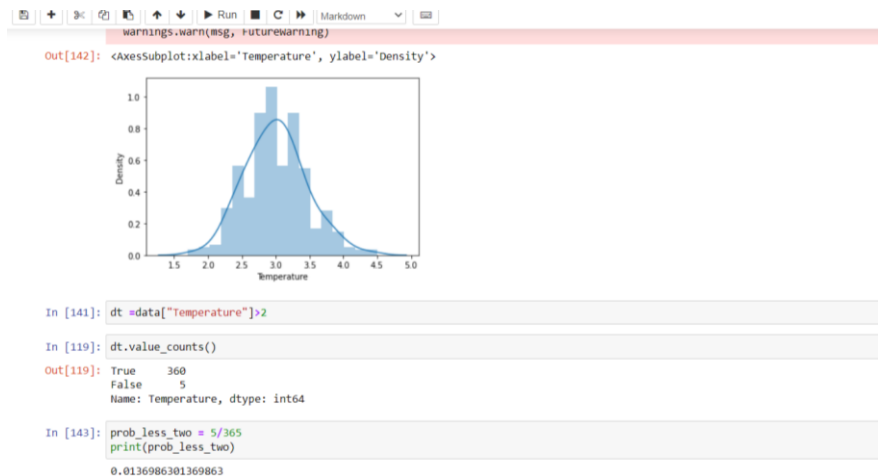 Run
Markdown
warnings.warn(msg, FutureWarning)
Out[142]: <AxesSubplot:xlabel='Temperature', ylabel='Density'>
1.0
0.8
0.6
0.4
0.2
0.0
Density
1.5 2.0 2.5 3.0 3.5 4.0 4.5 5.0
Temperature
In [141]: dt =data["Temperature"]>2
In [119]: dt.value_counts()
Out[119]: True 360
False 5
Name: Temperature, dtype: int64
In [143]: prob_less_two = 5/365
print(prob_less_two)
0.0136986301369863